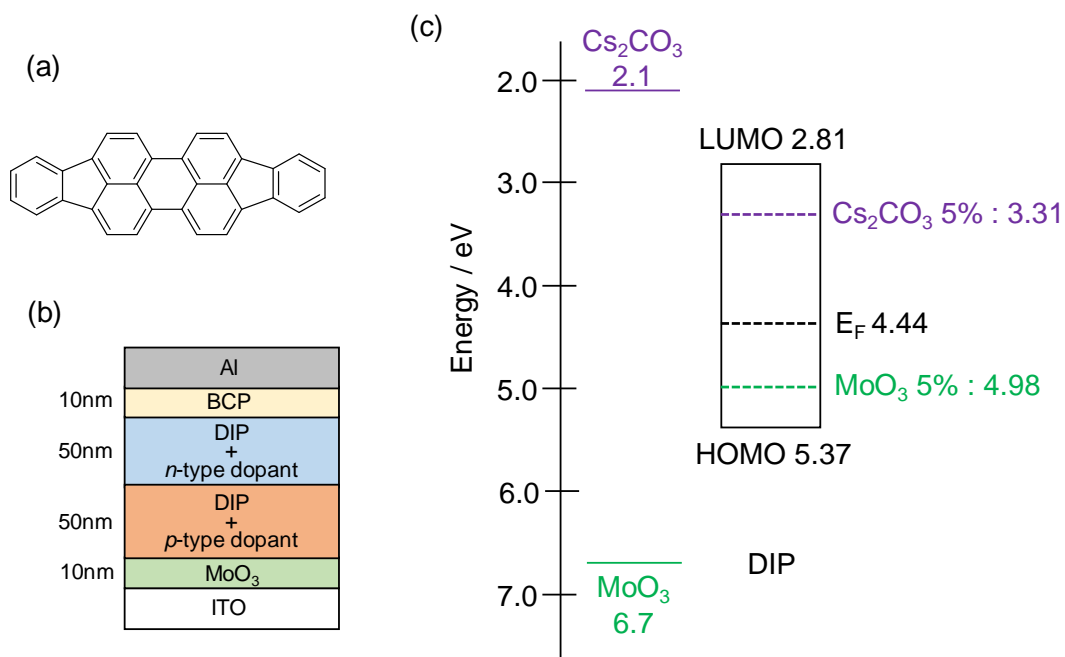 (a)
(b)
Al
10nm
BCP
50nm
DIP
+
n-type dopant
50nm
DIP
+
p-type dopant
10nm
MoO₃
ITO
(c)
Energy / eV
2.0
3.0
4.0
5.0
6.0
7.0
Cs₂CO₃
2.1
LUMO 2.81
Cs₂CO₃ 5% : 3.31
E_F 4.44
MoO₃ 5% : 4.98
HOMO 5.37
DIP
MoO₃
6.7